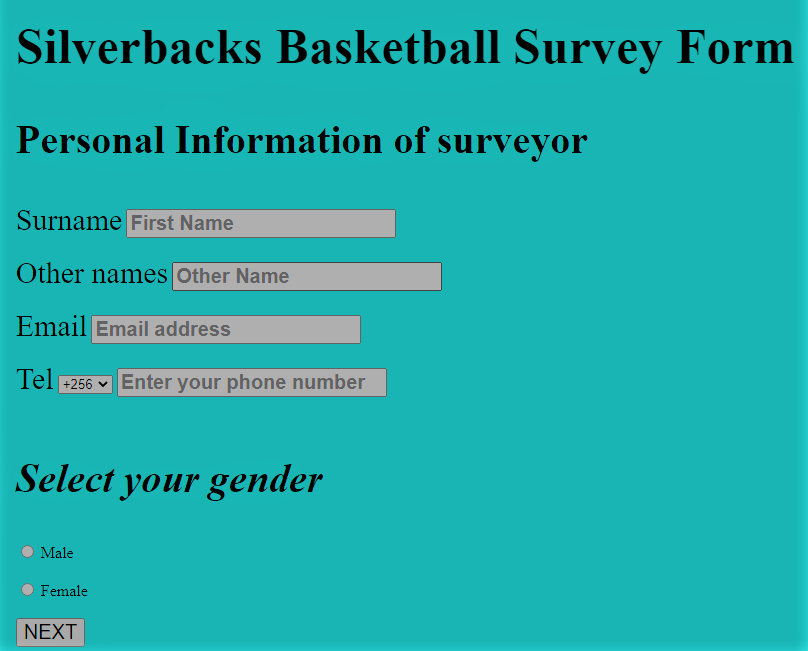 Silverbacks Basketball Survey Form
Personal Information of surveyor
Surname First Name
Other names Other Name
Email Email address
Tel +256 Enter your phone number
Select your gender
Male
Female
NEXT